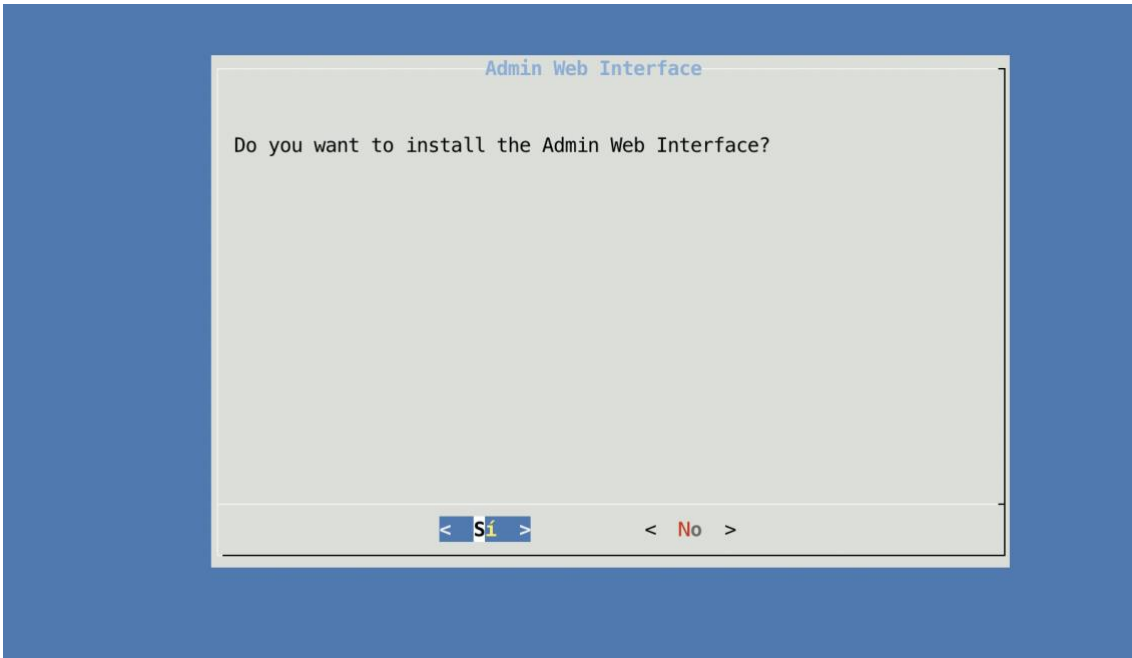 Admin Web Interface
Do you want to install the Admin Web Interface?
< Sí > < No >